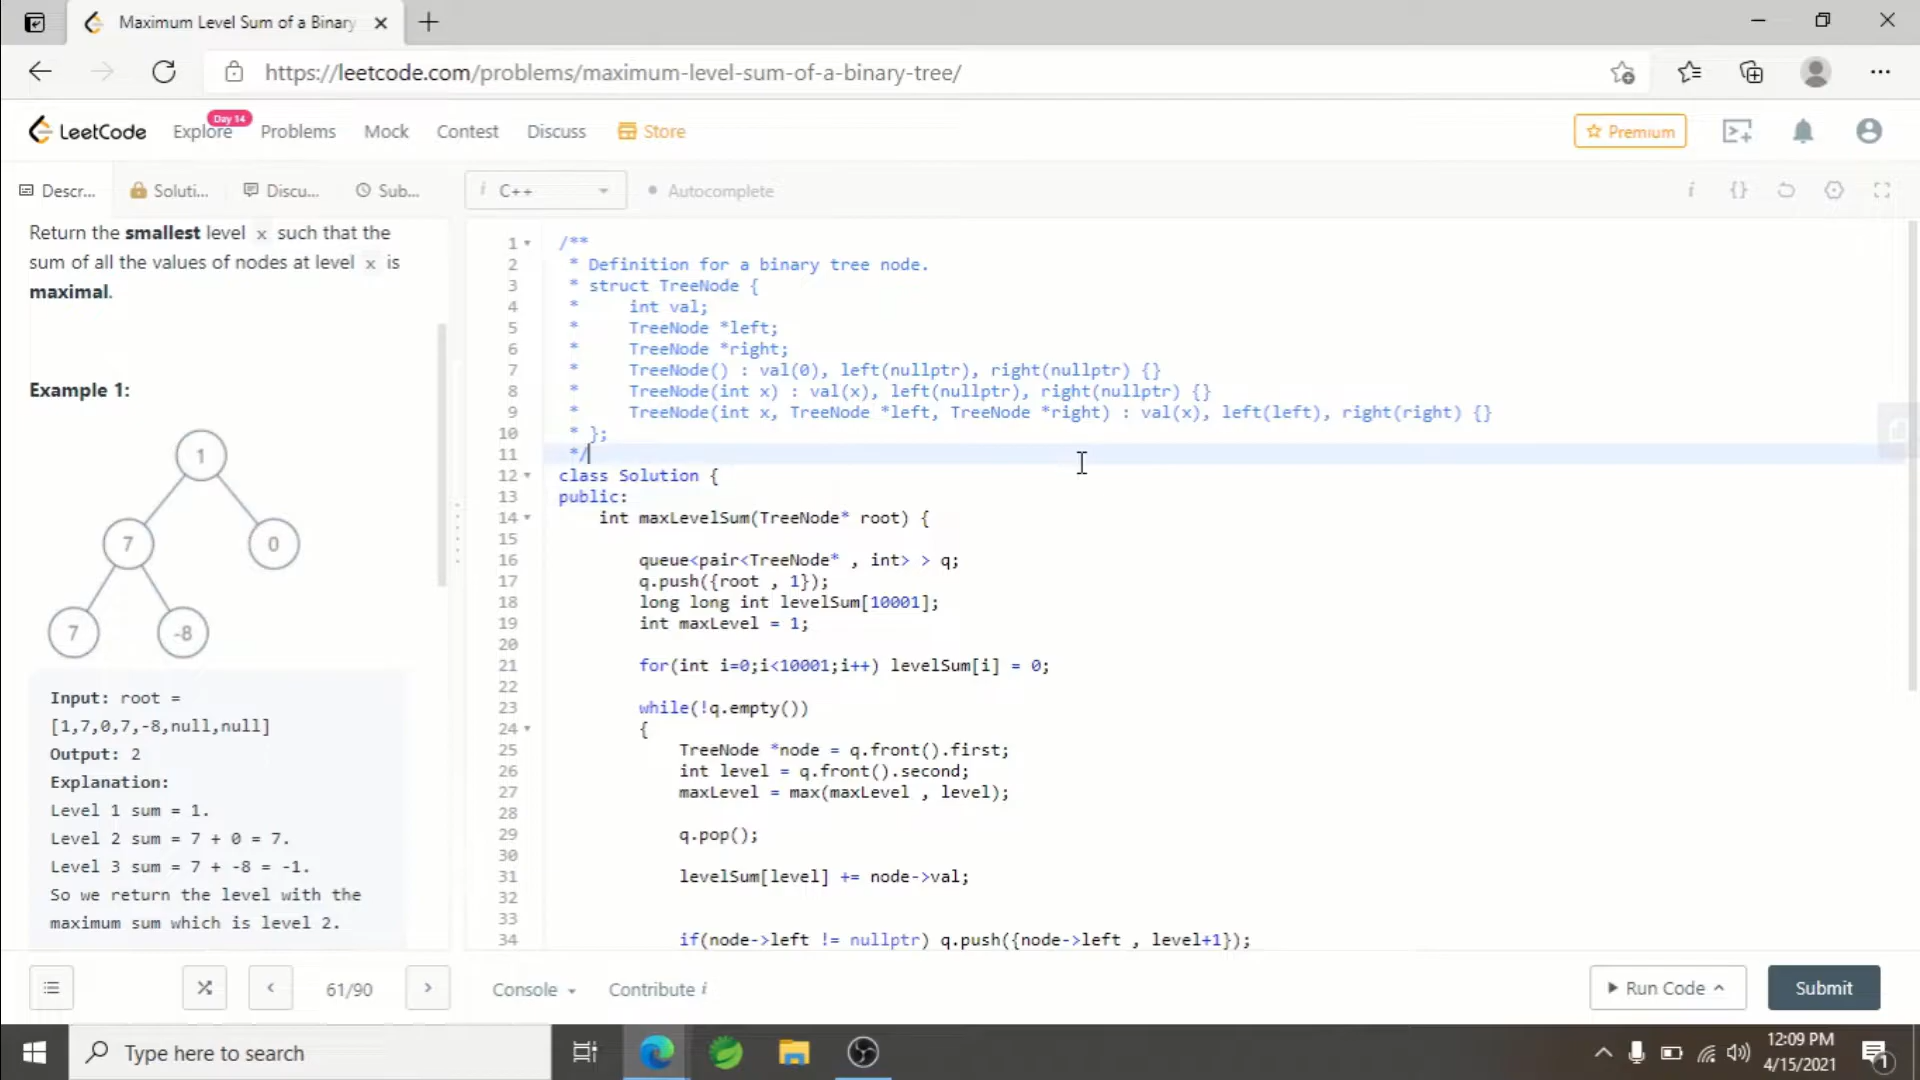 Maximum Level Sum of a Binary
https://leetcode.com/problems/maximum-level-sum-of-a-binary-tree/
LeetCode Explore Day 14 Problems Mock Contest Discuss Store Premium
Descr... Soluti... Discu... Sub... i C++ Autocomplete i {}
Return the smallest level x such that the
sum of all the values of nodes at level x is
maximal.
Example 1:
1
7 0
7 -8
Input: root =
[1,7,0,7,-8,null,null]
Output: 2
Explanation:
Level 1 sum = 1.
Level 2 sum = 7 + 0 = 7.
Level 3 sum = 7 + -8 = -1.
So we return the level with the
maximum sum which is level 2.
1 /**
2 * Definition for a binary tree node.
3 * struct TreeNode {
4 * int val;
5 * TreeNode *left;
6 * TreeNode *right;
7 * TreeNode() : val(0), left(nullptr), right(nullptr) {}
8 * TreeNode(int x) : val(x), left(nullptr), right(nullptr) {}
9 * TreeNode(int x, TreeNode *left, TreeNode *right) : val(x), left(left), right(right) {}
10 * };
11 */
12 class Solution {
13 public:
14 int maxLevelSum(TreeNode* root) {
15
16 queue<pair<TreeNode* , int> > q;
17 q.push({root , 1});
18 long long int levelSum[10001];
19 int maxLevel = 1;
20
21 for(int i=0;i<10001;i++) levelSum[i] = 0;
22
23 while(!q.empty())
24 {
25 TreeNode *node = q.front().first;
26 int level = q.front().second;
27 maxLevel = max(maxLevel , level);
28
29 q.pop();
30
31 levelSum[level] += node->val;
32
33
34 if(node->left != nullptr) q.push({node->left , level+1});
61/90 Console Contribute i Run Code Submit
Type here to search
12:09 PM
4/15/2021
1